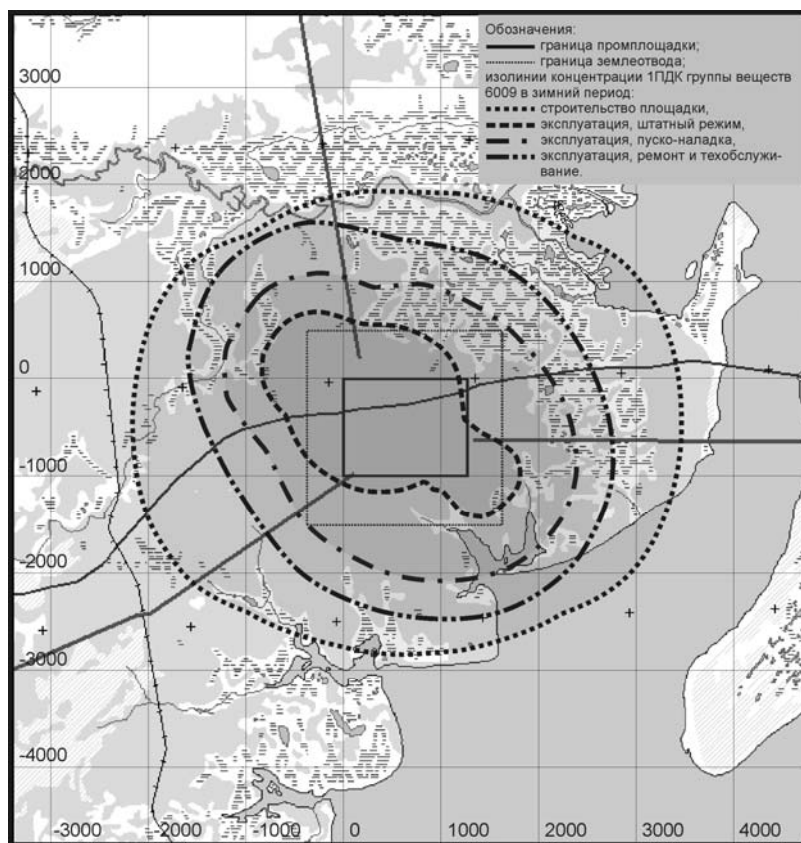 Обозначения:
граница промплощадки;
граница землеотвода;
изолинии концентрации 1ПДК группы веществ
6009 в зимний период:
строительство площадки,
эксплуатация, штатный режим,
эксплуатация, пуско-наладка,
эксплуатация, ремонт и техобслужи-
вание.
3000
2000
1000
0
-1000
-2000
-3000
-4000
-3000 -2000 -1000 0 1000 2000 3000 4000